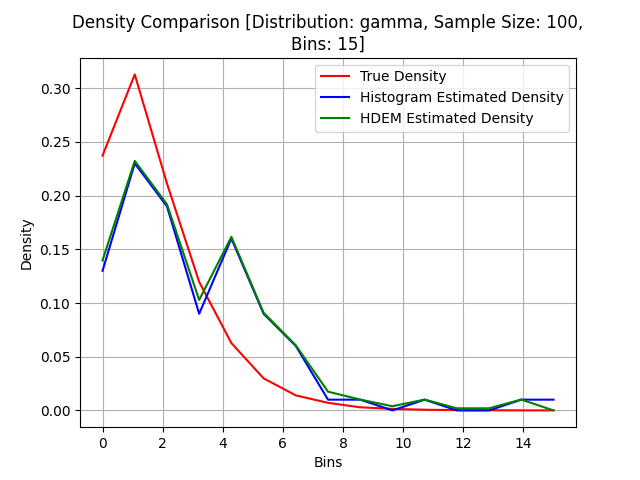 Density Comparison [Distribution: gamma, Sample Size: 100,
Bins: 15]
True Density
Histogram Estimated Density
HDEM Estimated Density
Density
0.30
0.25
0.20
0.15
0.10
0.05
0.00
0 2 4 6 8 10 12 14
Bins